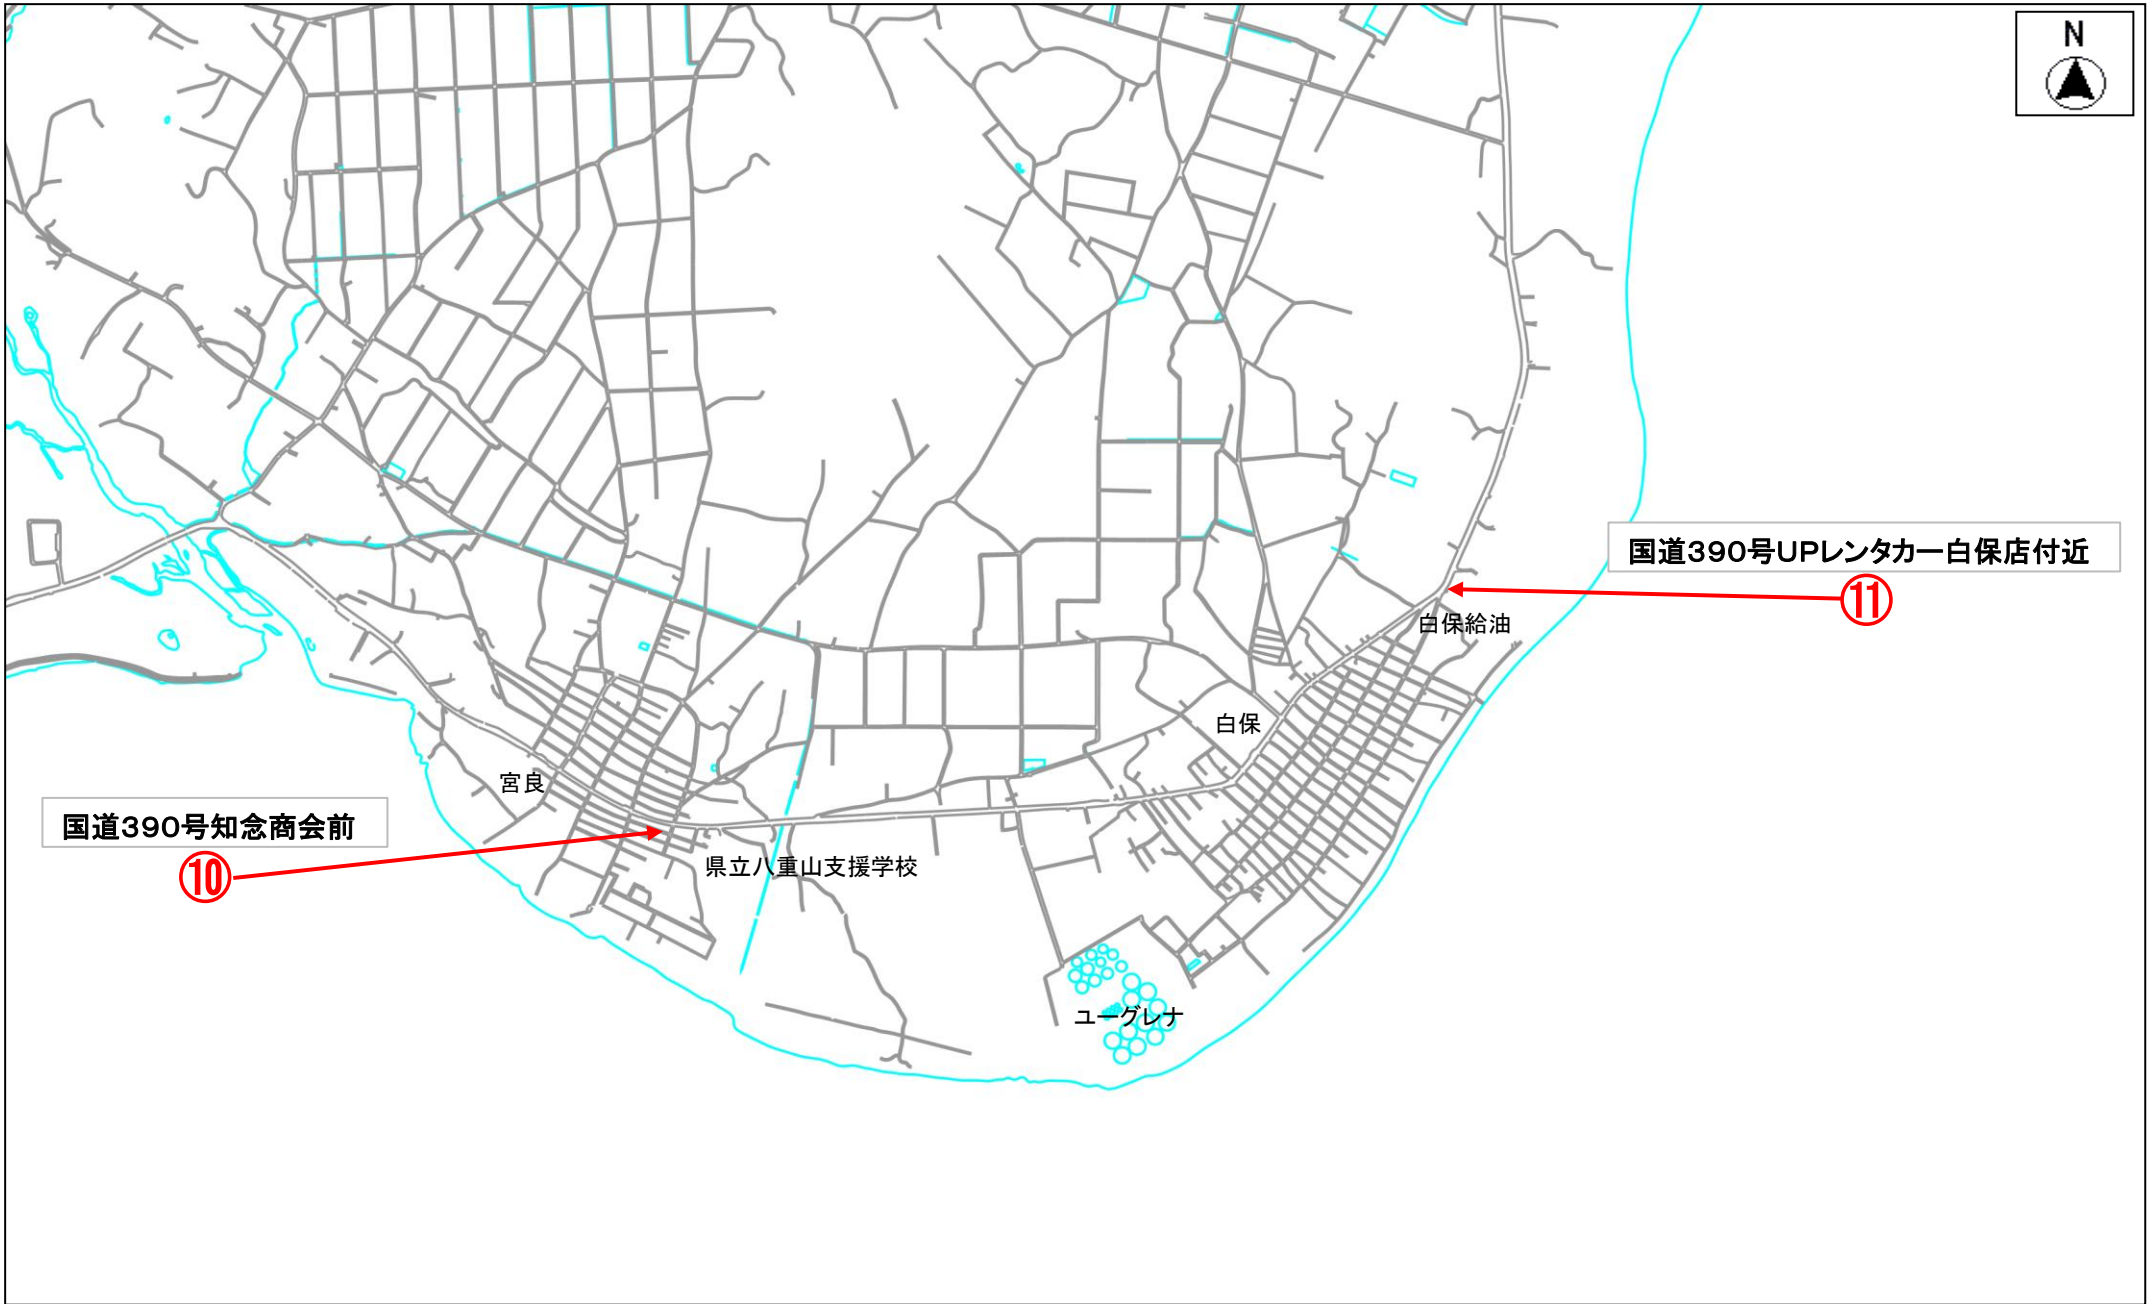 N
国道390号UPレンタカー白保店付近
⑪
白保給油
白保
宮良
国道390号知念商会前
⑩
県立八重山支援学校
ユーグレナ